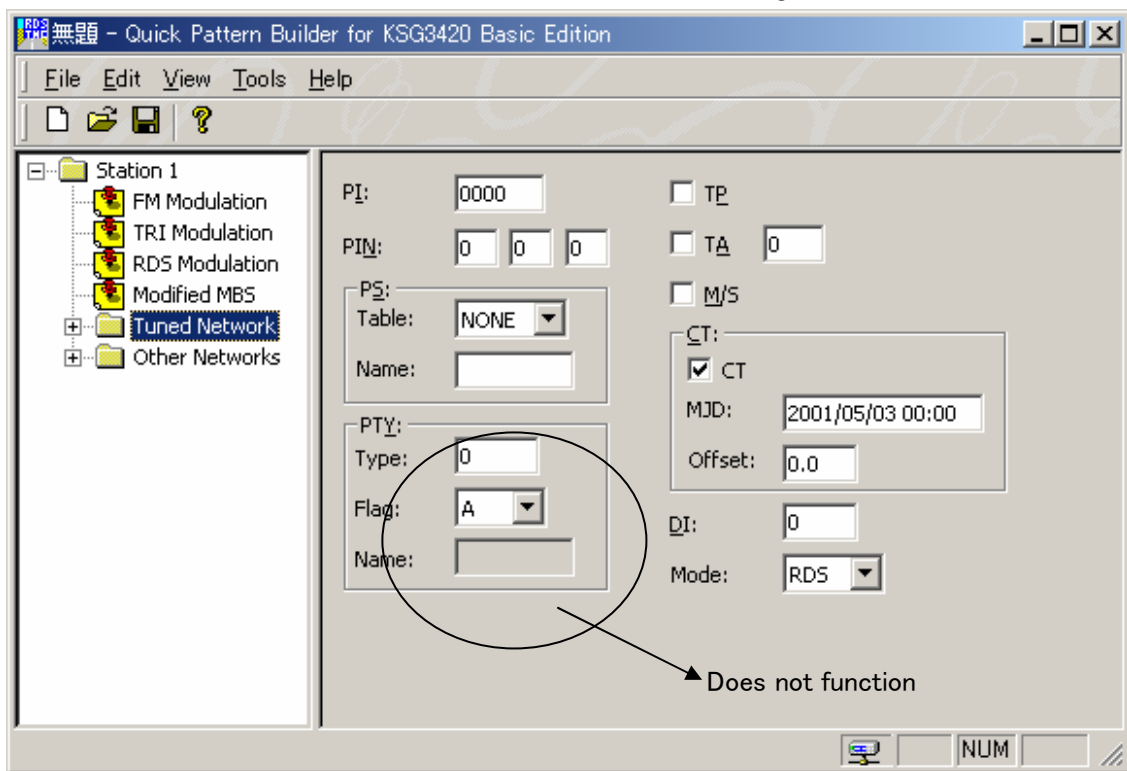 RDS TMC 無題 - Quick Pattern Builder for KSG3420 Basic Edition
File Edit View Tools Help
Station 1
FM Modulation
TRI Modulation
RDS Modulation
Modified MBS
Tuned Network
Other Networks
PI: 0000
PIN: 0 0 0
PS:
Table: NONE
Name:
PTY:
Type: 0
Flag: A
Name:
TP
TA 0
M/S
CT:
CT
MJD: 2001/05/03 00:00
Offset: 0.0
DI: 0
Mode: RDS
Does not function
NUM